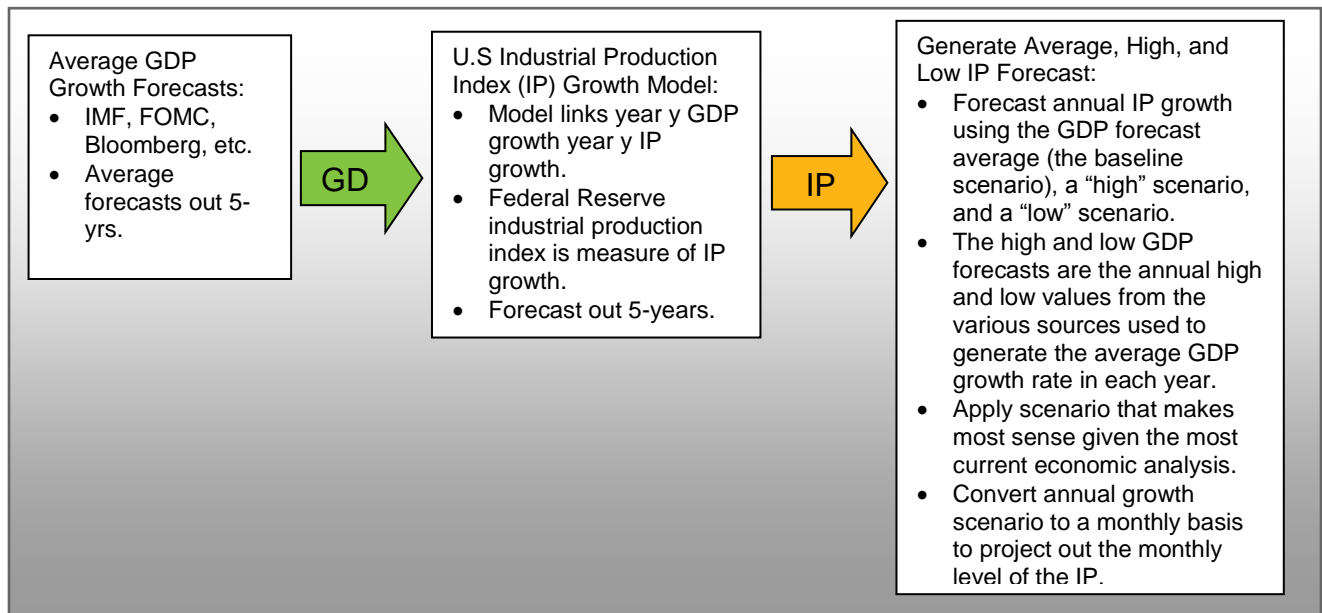 Average GDP
Growth Forecasts:
• IMF, FOMC,
Bloomberg, etc.
• Average
forecasts out 5-
yrs.
GD
U.S Industrial Production
Index (IP) Growth Model:
• Model links year y GDP
growth year y IP
growth.
• Federal Reserve
industrial production
index is measure of IP
growth.
• Forecast out 5-years.
IP
Generate Average, High, and
Low IP Forecast:
• Forecast annual IP growth
using the GDP forecast
average (the baseline
scenario), a “high” scenario,
and a “low” scenario.
• The high and low GDP
forecasts are the annual high
and low values from the
various sources used to
generate the average GDP
growth rate in each year.
• Apply scenario that makes
most sense given the most
current economic analysis.
• Convert annual growth
scenario to a monthly basis
to project out the monthly
level of the IP.